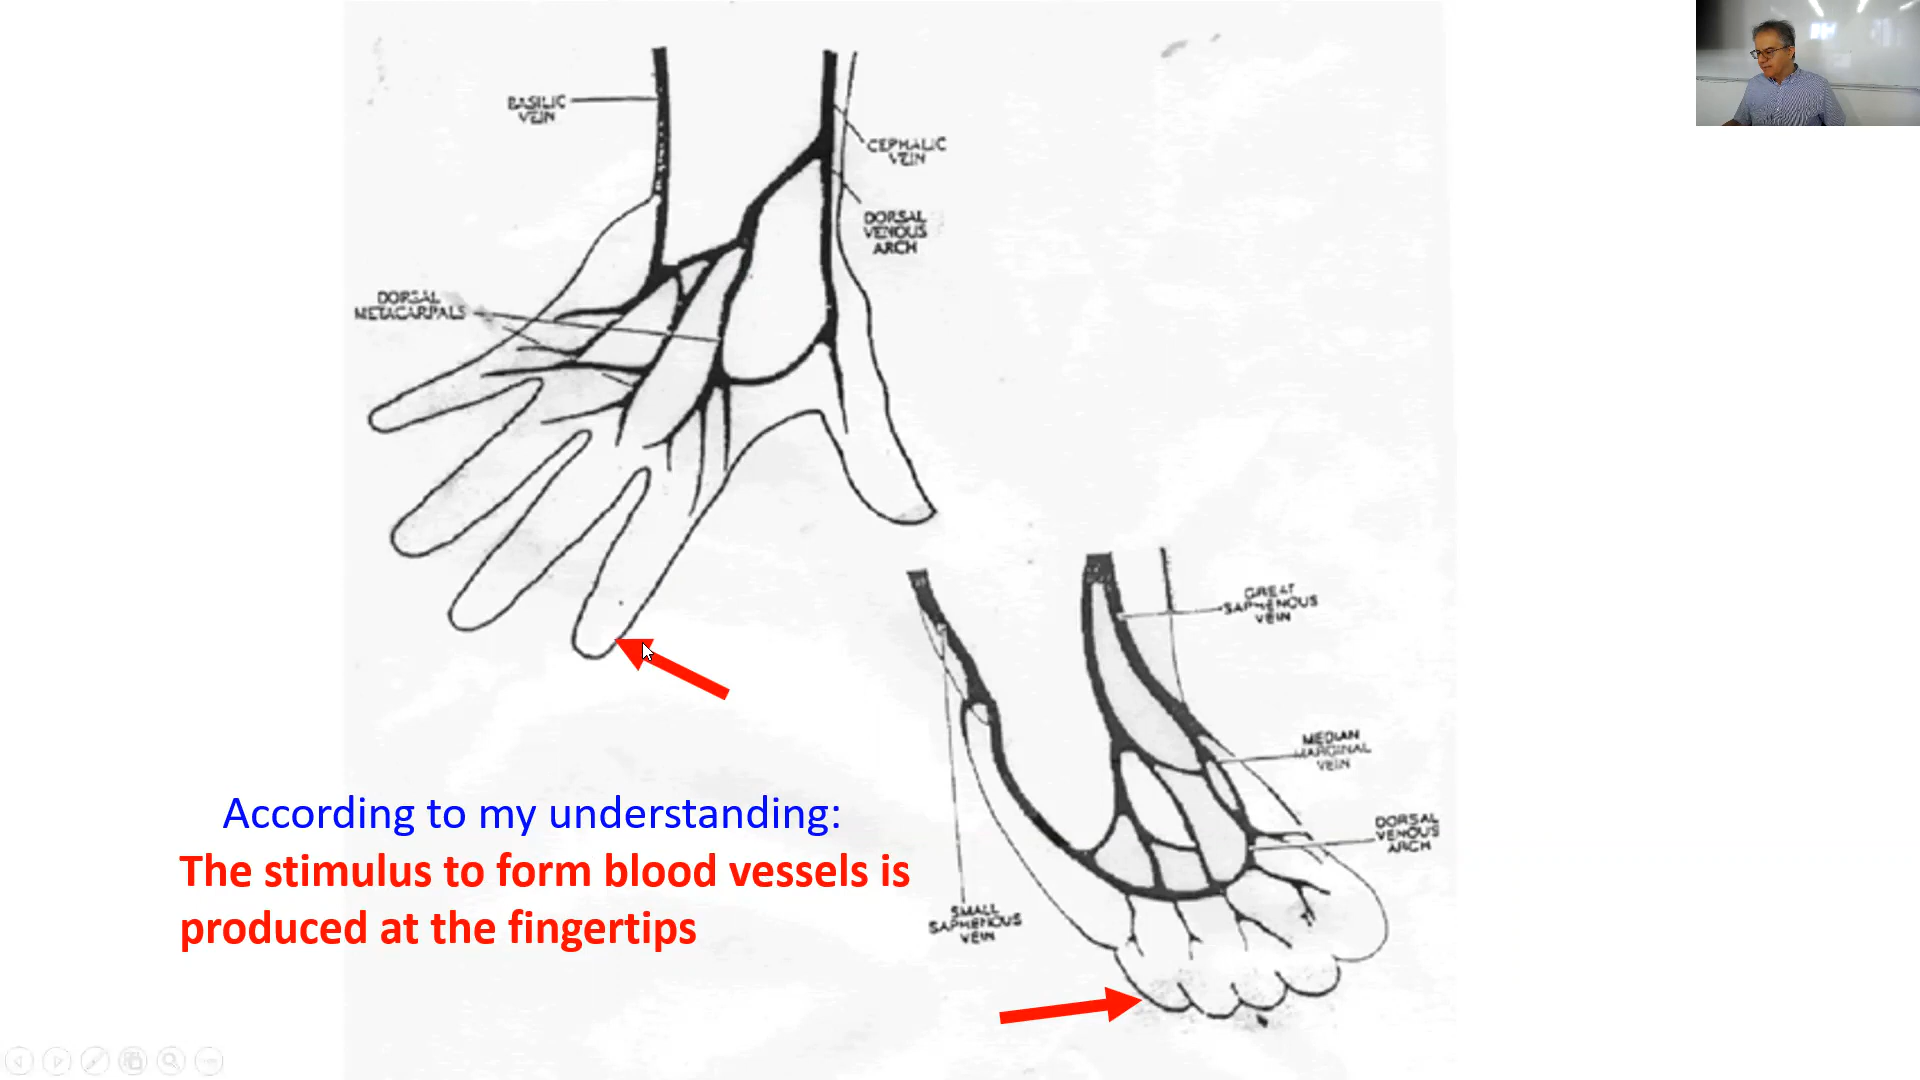 BASILIC
VEIN
CEPHALIC
VEIN
DORSAL
VENOUS
ARCH
DORSAL
METACARPALS
GREAT
SAPHENOUS
VEIN
MEDIAN
MARGINAL
VEIN
DORSAL
VENOUS
ARCH
SMALL
SAPHENOUS
VEIN
According to my understanding:
The stimulus to form blood vessels is
produced at the fingertips